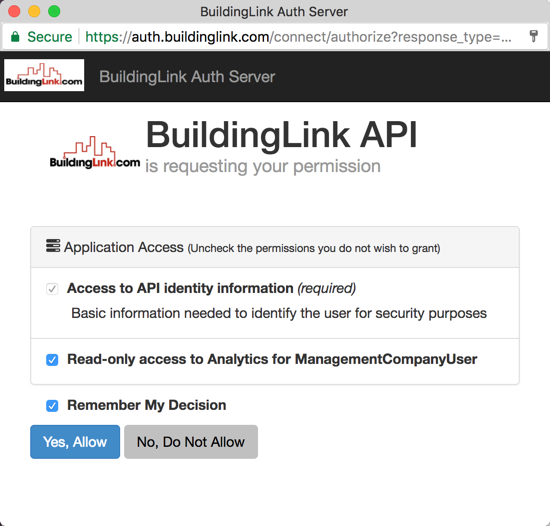 BuildingLink Auth Server
Secure https://auth.buildinglink.com/connect/authorize?response_type=...
BuildingLink.com BuildingLink Auth Server
BuildingLink.com BuildingLink API
is requesting your permission
Application Access (Uncheck the permissions you do not wish to grant)
Access to API identity information (required)
Basic information needed to identify the user for security purposes
Read-only access to Analytics for ManagementCompanyUser
Remember My Decision
Yes, Allow No, Do Not Allow